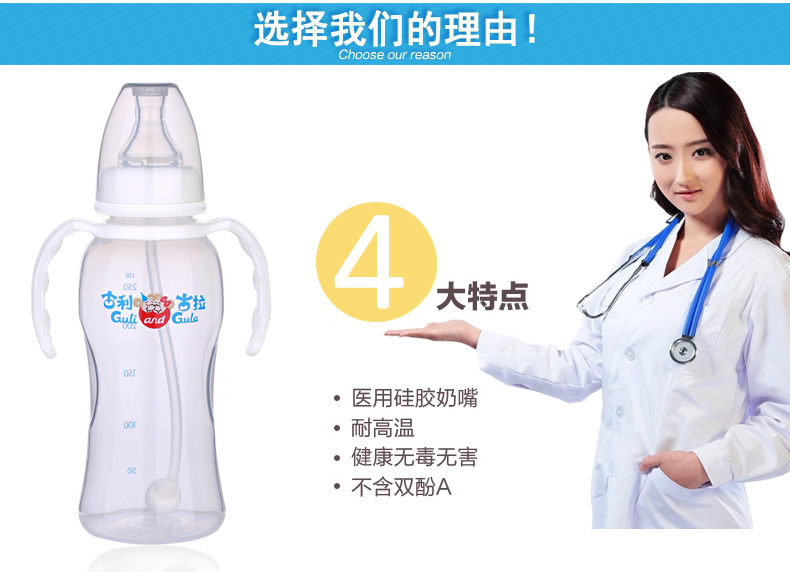 选择我们的理由！
Choose our reason
4
大特点
ml
250
古利 古拉
Guli and Gula
200
150
100
50
• 医用硅胶奶嘴
• 耐高温
• 健康无毒无害
• 不含双酚A